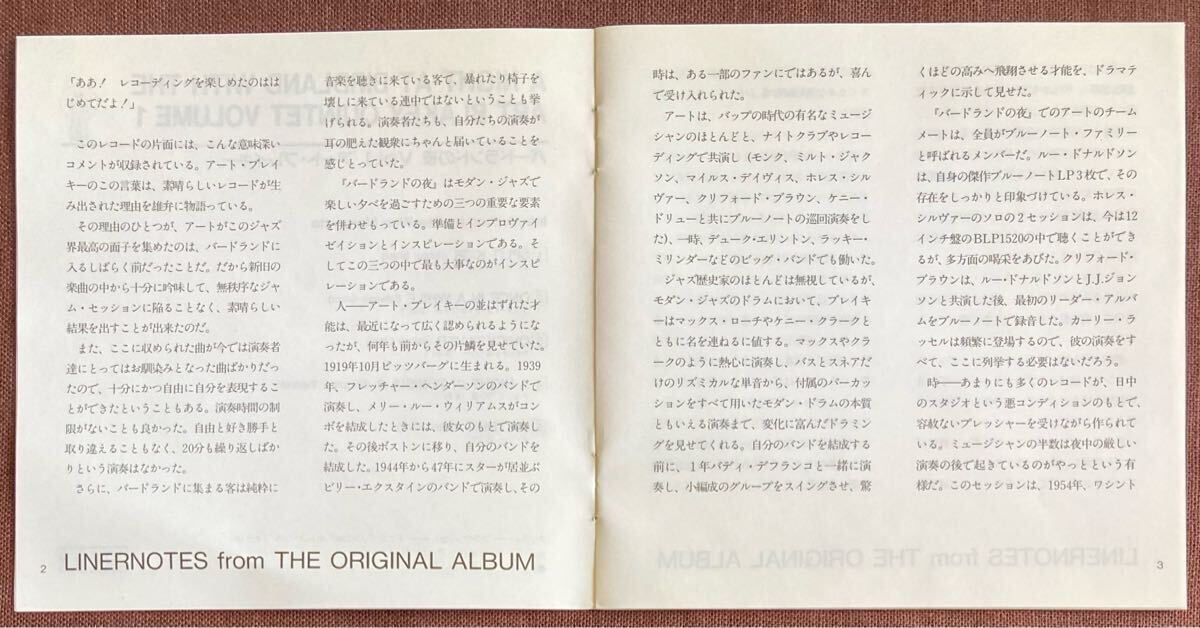 「ああ！　レコーディングを楽しめたのはは
じめてだよ！」
　このレコードの片面には、こんな意味深い
コメントが収録されている。アート・ブレイ
キーのこの言葉は、素晴らしいレコードが生
み出された理由を雄弁に物語っている。
　その理由のひとつが、アートがこのジャズ
界最高の面子を集めたのは、バードランドに
入るしばらく前だったことだ。だから新旧の
楽曲の中から十分に吟味して、無秩序なジャ
ム・セッションに陥ることなく、素晴らしい
結果を出すことが出来たのだ。
　また、ここに収められた曲が今では演奏者
達にとってはお馴染みとなった曲ばかりだっ
たので、十分にかつ自由に自分を表現するこ
とができたということもある。演奏時間の制
限がないことも良かった。自由と好き勝手と
取り違えることもなく、20分も繰り返しばか
りという演奏はなかった。
　さらに、バードランドに集まる客は純粋に
音楽を聴きに来ている客で、暴れたり椅子を
壊しに来ている連中ではないということも挙
げられる。演奏者たちも、自分たちの演奏が
耳の肥えた観衆にちゃんと届いていることを
感じとっていた。
　『バードランドの夜』はモダン・ジャズで
楽しい夕べを過ごすための三つの重要な要素
を併わせもっている。準備とインプロヴァイ
ゼイションとインスピレーションである。そ
してこの三つの中で最も大事なのがインスピ
レーションである。
　人――アート・ブレイキーの並はずれた才
能は、最近になって広く認められるようにな
ったが、何年も前からその片鱗を見せていた。
1919年10月ピッツバーグに生まれる。1939
年、フレッチャー・ヘンダーソンのバンドで
演奏し、メリー・ルー・ウィリアムスがコン
ボを結成したときには、彼女のもとで演奏し
た。その後ボストンに移り、自分のバンドを
結成した。1944年から47年にスターが居並ぶ
ビリー・エクスタインのバンドで演奏し、その
2
LINERNOTES from THE ORIGINAL ALBUM
時は、ある一部のファンにではあるが、喜ん
で受け入れられた。
　アートは、バップの時代の有名なミュージ
シャンのほとんどと、ナイトクラブやレコー
ディングで共演し（モンク、ミルト・ジャク
ソン、マイルス・デイヴィス、ホレス・シル
ヴァー、クリフォード・ブラウン、ケニー・
ドリューと共にブルーノートの巡回演奏をし
た）、一時、デューク・エリントン、ラッキー・
ミリンダーなどのビッグ・バンドでも働いた。
　ジャズ歴史家のほとんどは無視しているが、
モダン・ジャズのドラムにおいて、ブレイキ
ーはマックス・ローチやケニー・クラークと
ともに名を連ねるに値する。マックスやクラ
ークのように熱心に演奏し、バスとスネアだ
けのリズミカルな単音から、付属のパーカッ
ションをすべて用いたモダン・ドラムの本質
ともいえる演奏まで、変化に富んだドラミン
グを見せてくれる。自分のバンドを結成する
前に、1年バディ・デフランコと一緒に演
奏し、小編成のグループをスイングさせ、驚
くほどの高みへ飛翔させる才能を、ドラマテ
ィックに示して見せた。
　『バードランドの夜』でのアートのチーム
メートは、全員がブルーノート・ファミリー
と呼ばれるメンバーだ。ルー・ドナルドソン
は、自身の傑作ブルーノートLP3枚で、その
存在をしっかりと印象づけている。ホレス・
シルヴァーのソロの2セッションは、今は12
インチ盤のBLP1520の中で聴くことができ
るが、多方面の喝采をあびた。クリフォード・
ブラウンは、ルー・ドナルドソンとJ.J.ジョン
ソンと共演した後、最初のリーダー・アルバ
ムをブルーノートで録音した。カーリー・ラ
ッセルは頻繁に登場するので、彼の演奏をす
べて、ここに列挙する必要はないだろう。
　時――あまりにも多くのレコードが、日中
のスタジオという悪コンディションのもとで、
容赦ないプレッシャーを受けながら作られて
いる。ミュージシャンの半数は夜中の厳しい
演奏の後で起きているのがやっとという有
様だ。このセッションは、1954年、ワシント
3